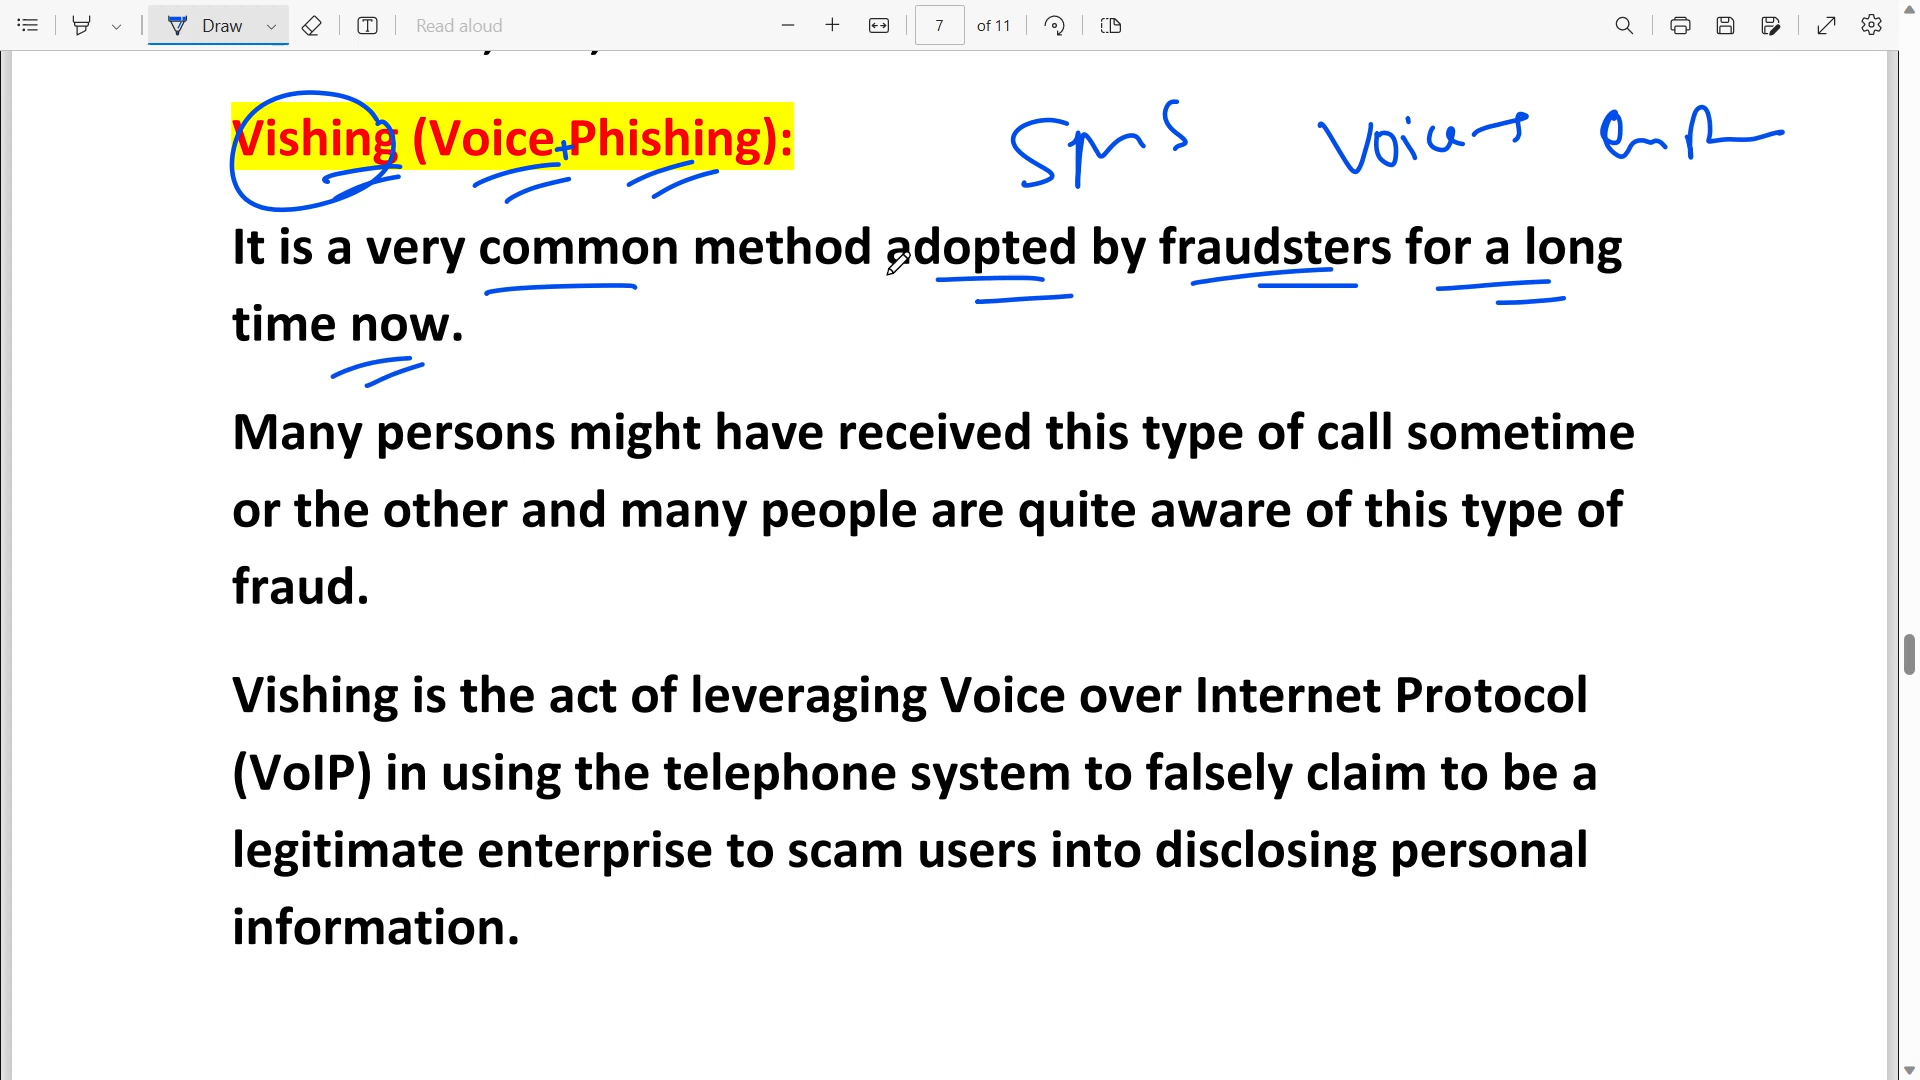 Draw
Read aloud
7 of 11
Vishing (Voice+Phishing):
SMS Voice
It is a very common method adopted by fraudsters for a long
time now.
Many persons might have received this type of call sometime
or the other and many people are quite aware of this type of
fraud.
Vishing is the act of leveraging Voice over Internet Protocol
(VoIP) in using the telephone system to falsely claim to be a
legitimate enterprise to scam users into disclosing personal
information.